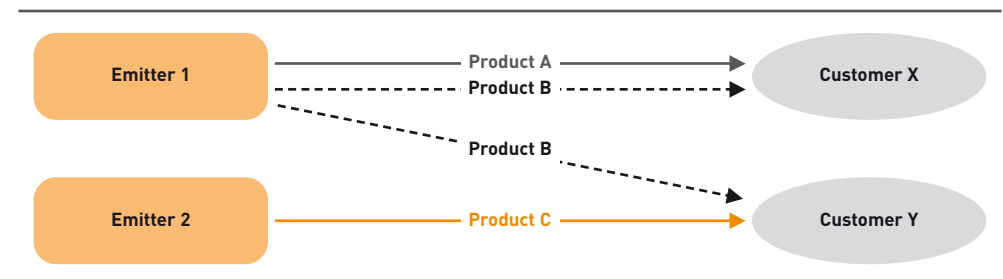 Emitter 1
Product A
Customer X
Product B
Product B
Emitter 2
Product C
Customer Y